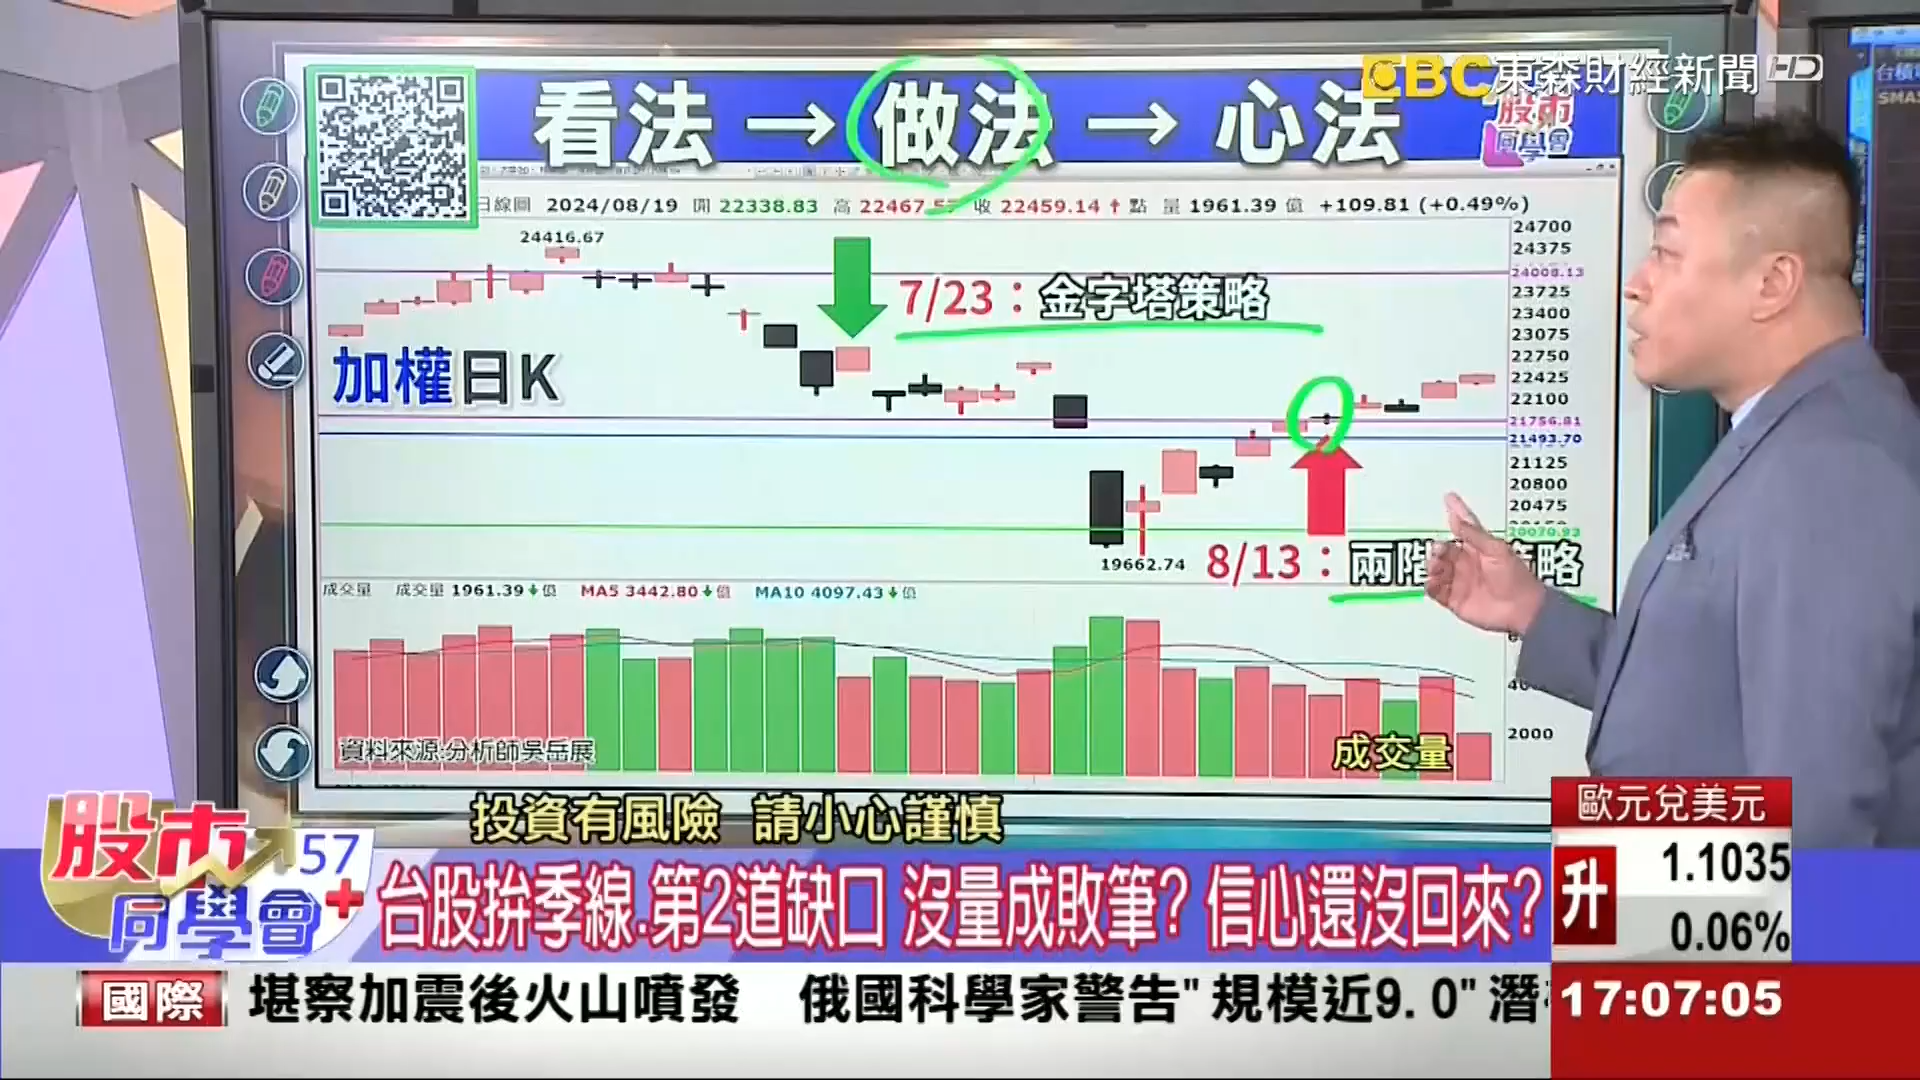 EBC 東森財經新聞 HD
看法→做法→心法
股市
同學會
日線圖 2024/08/19 開 22338.83 高 22467.5 收 22459.14 ↑ 點 量 1961.39 億 +109.81 (+0.49%)
24416.67
24700
24375
24008.13
23725
23400
23075
22750
22425
22100
21756.81
21493.70
21125
20800
20475
20070.93
7/23：金字塔策略
加權日K
19662.74
8/13：兩階 策略
成交量 成交量 1961.39↓億 MA5 3442.80↓億 MA10 4097.43↓億
2000
資料來源:分析師吳岳展
成交量
投資有風險 請小心謹慎
股市 57
同學會+
台股拚季線.第2道缺口 沒量成敗筆? 信心還沒回來?
歐元兌美元
升 1.1035
0.06%
國際 堪察加震後火山噴發 俄國科學家警告"規模近9.0"潛
17:07:05